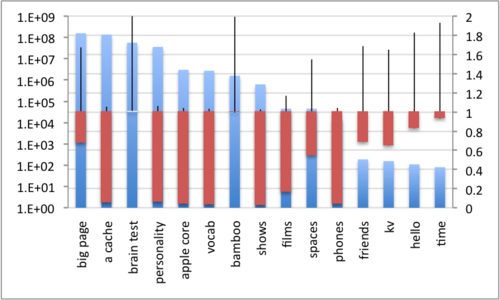 1.E+09
1.E+08
1.E+07
1.E+06
1.E+05
1.E+04
1.E+03
1.E+02
1.E+01
1.E+00
2
1.8
1.6
1.4
1.2
1
0.8
0.6
0.4
0.2
0
big page
a cache
brain test
personality
apple core
vocab
bamboo
shows
films
spaces
phones
friends
kv
hello
time